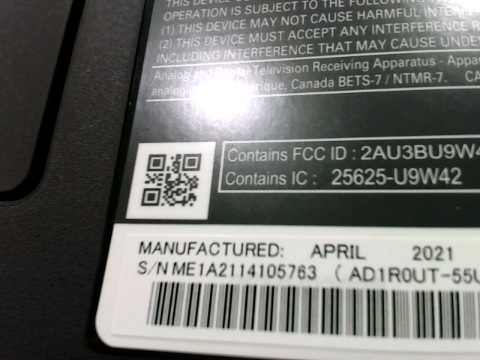 OPERATION IS SUBJECT TO THE FOLLOWING
(1) THIS DEVICE MAY NOT CAUSE HARMFUL
(2) THIS DEVICE MUST ACCEPT ANY INTERFERENCE
INCLUDING INTERFERENCE THAT MAY CAUSE
Television Receiving Apparatus -
Canada BETS-7 / NTMR-7.
Contains FCC ID : 2AU3BU9W4
Contains IC : 25625-U9W42
MANUFACTURED: APRIL 2021
S/N ME1A2114105763 ( AD1R0UT-55U